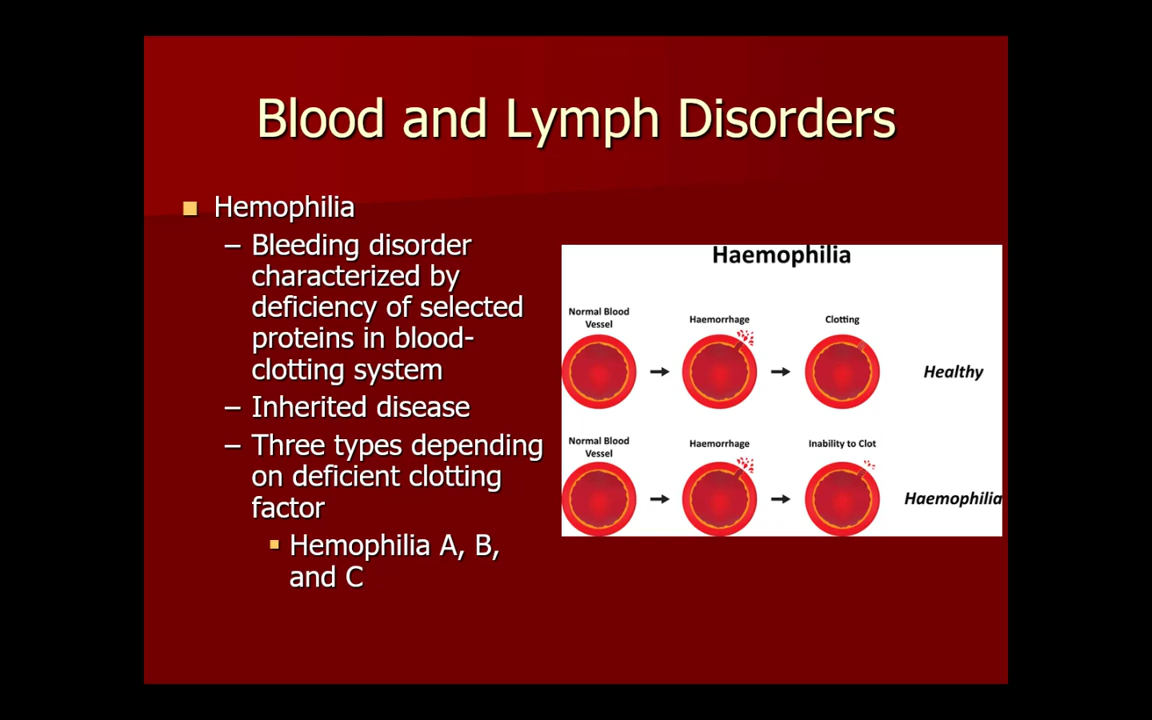 Blood and Lymph Disorders
■ Hemophilia
– Bleeding disorder
characterized by
deficiency of selected
proteins in blood-
clotting system
– Inherited disease
– Three types depending
on deficient clotting
factor
▪ Hemophilia A, B,
and C
Haemophilia
Normal Blood
Vessel
Haemorrhage
Clotting
Healthy
Normal Blood
Vessel
Haemorrhage
Inability to Clot
Haemophilia